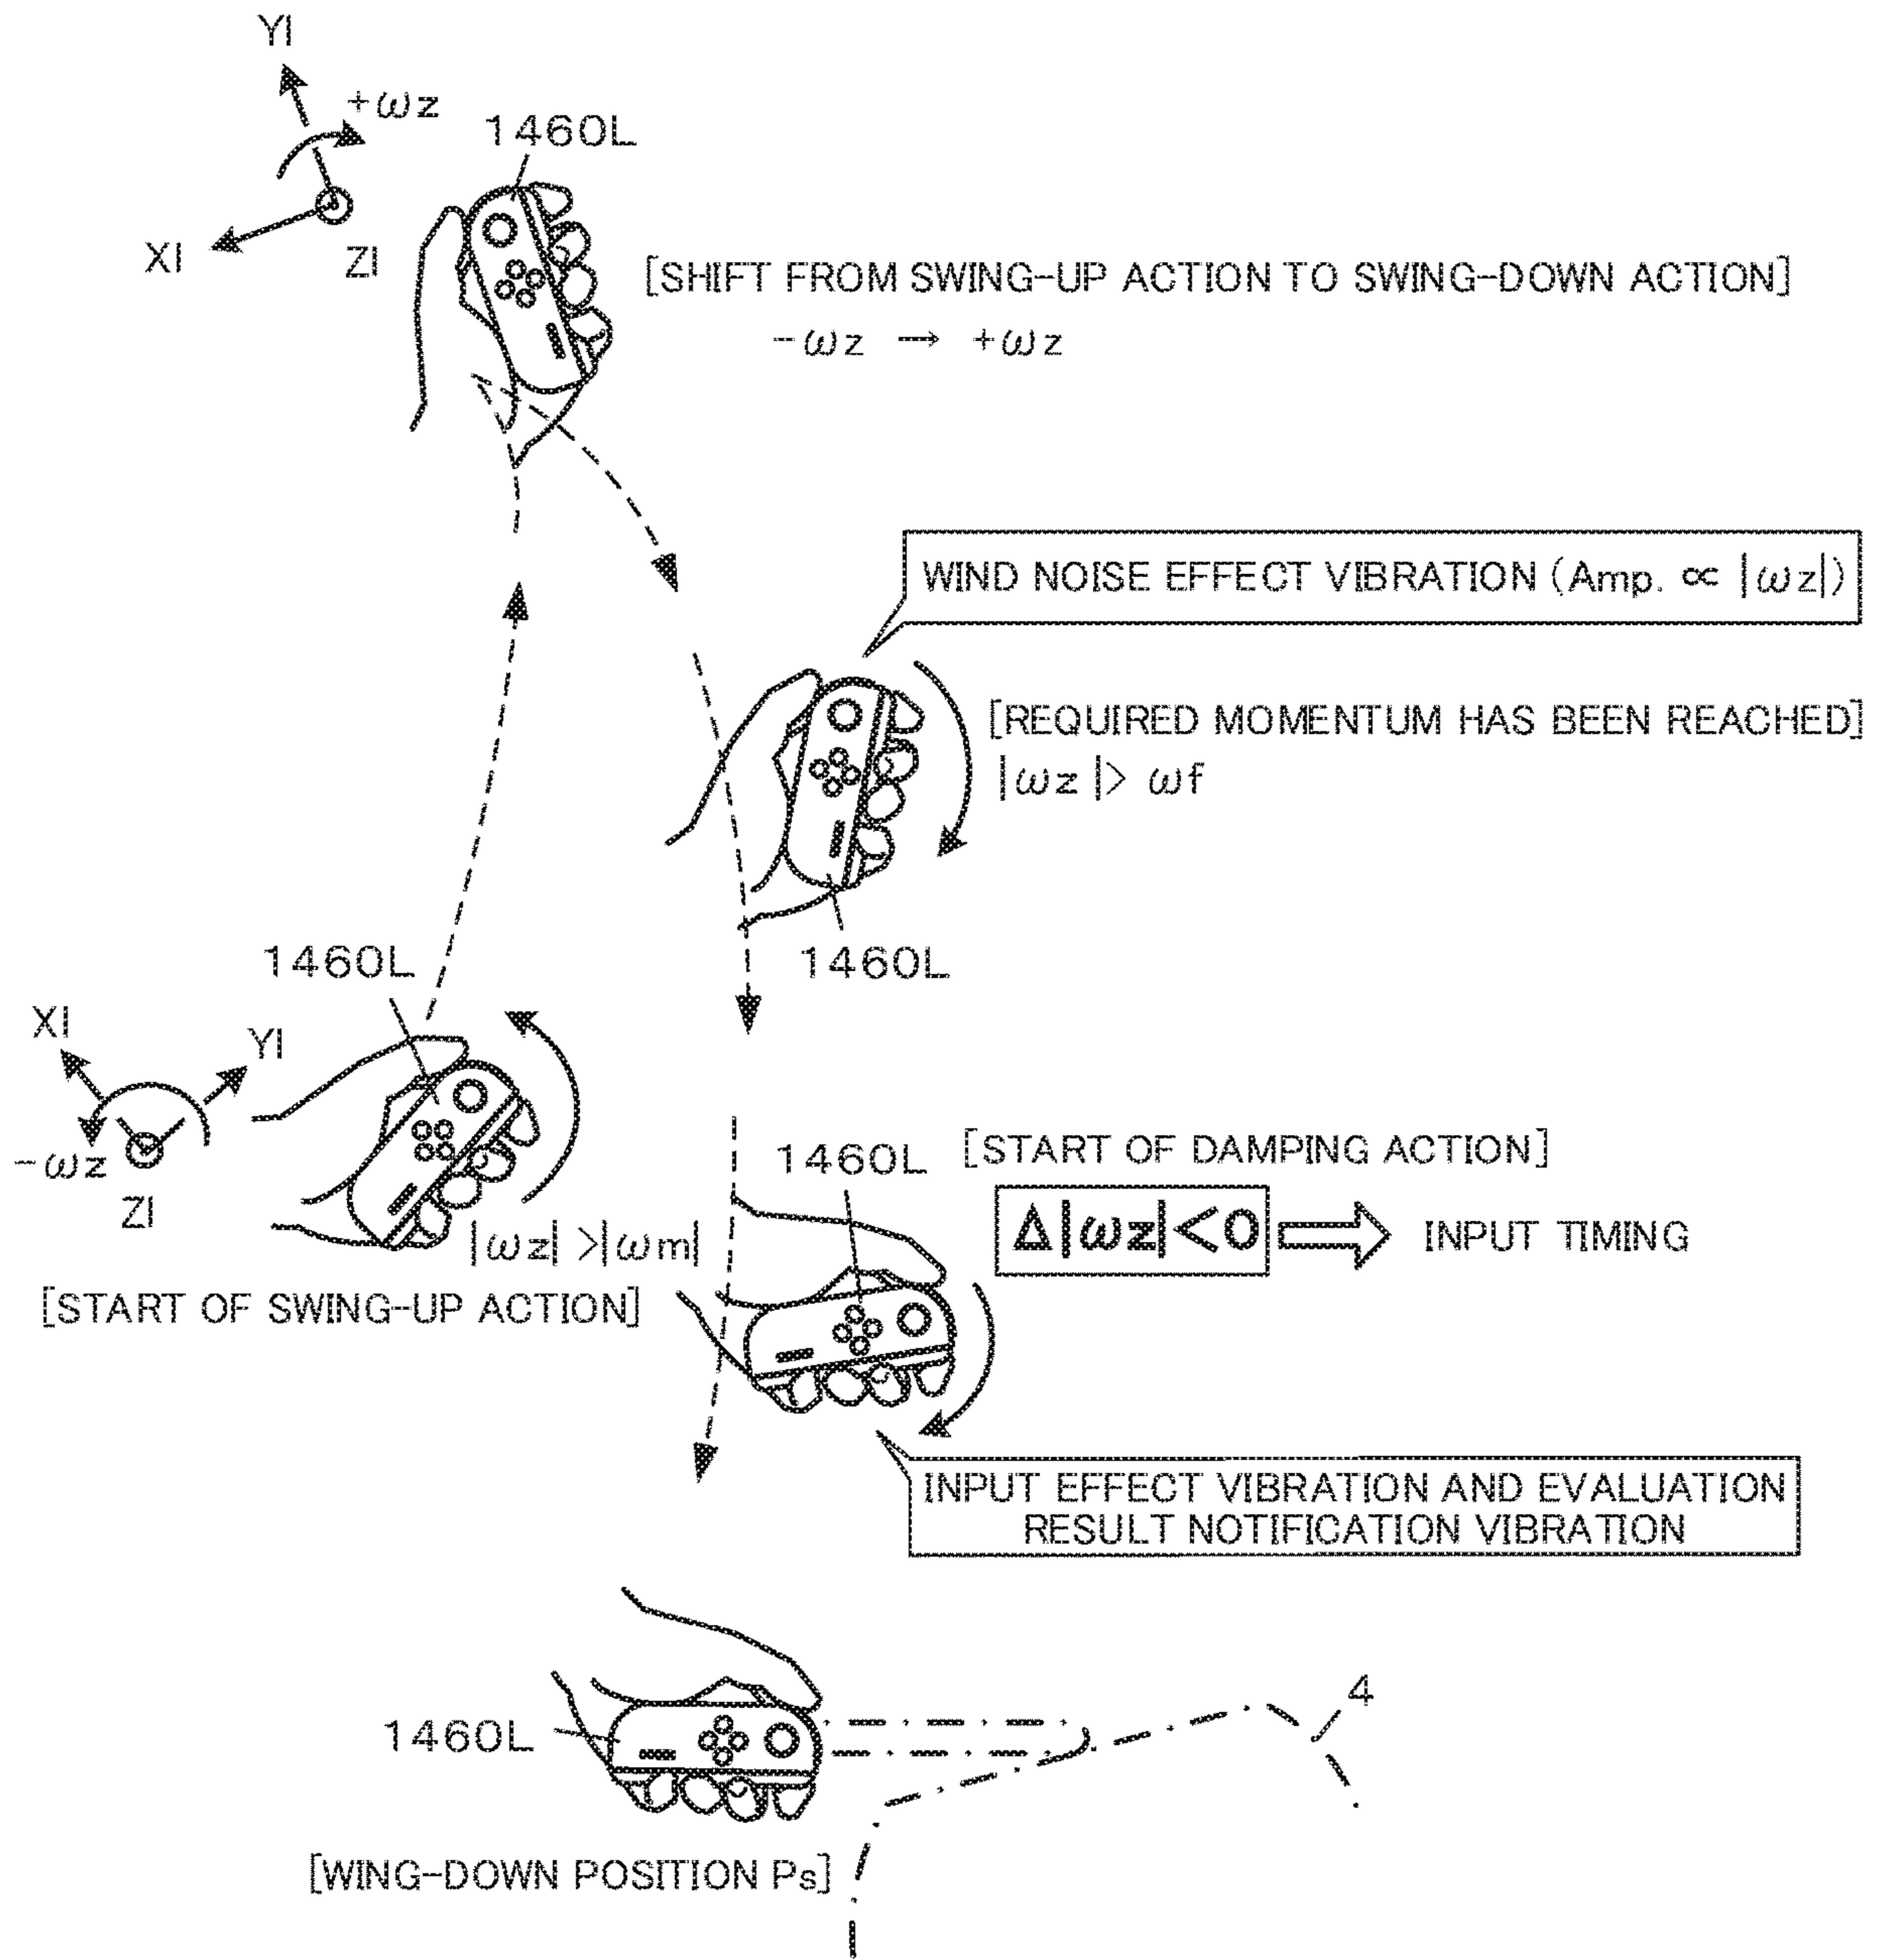 YI
+ωz
1460L
XI
ZI
[SHIFT FROM SWING-UP ACTION TO SWING-DOWN ACTION]
-ωz → +ωz
WIND NOISE EFFECT VIBRATION (Amp. ∝ |ωz|)
[REQUIRED MOMENTUM HAS BEEN REACHED]
|ωz|> ωf
1460L
1460L
XI
YI
-ωz
ZI
|ωz| >|ωm|
[START OF SWING-UP ACTION]
1460L
[START OF DAMPING ACTION]
Δ|ωz|<0
INPUT TIMING
INPUT EFFECT VIBRATION AND EVALUATION
RESULT NOTIFICATION VIBRATION
4
1460L
[WING-DOWN POSITION Ps]